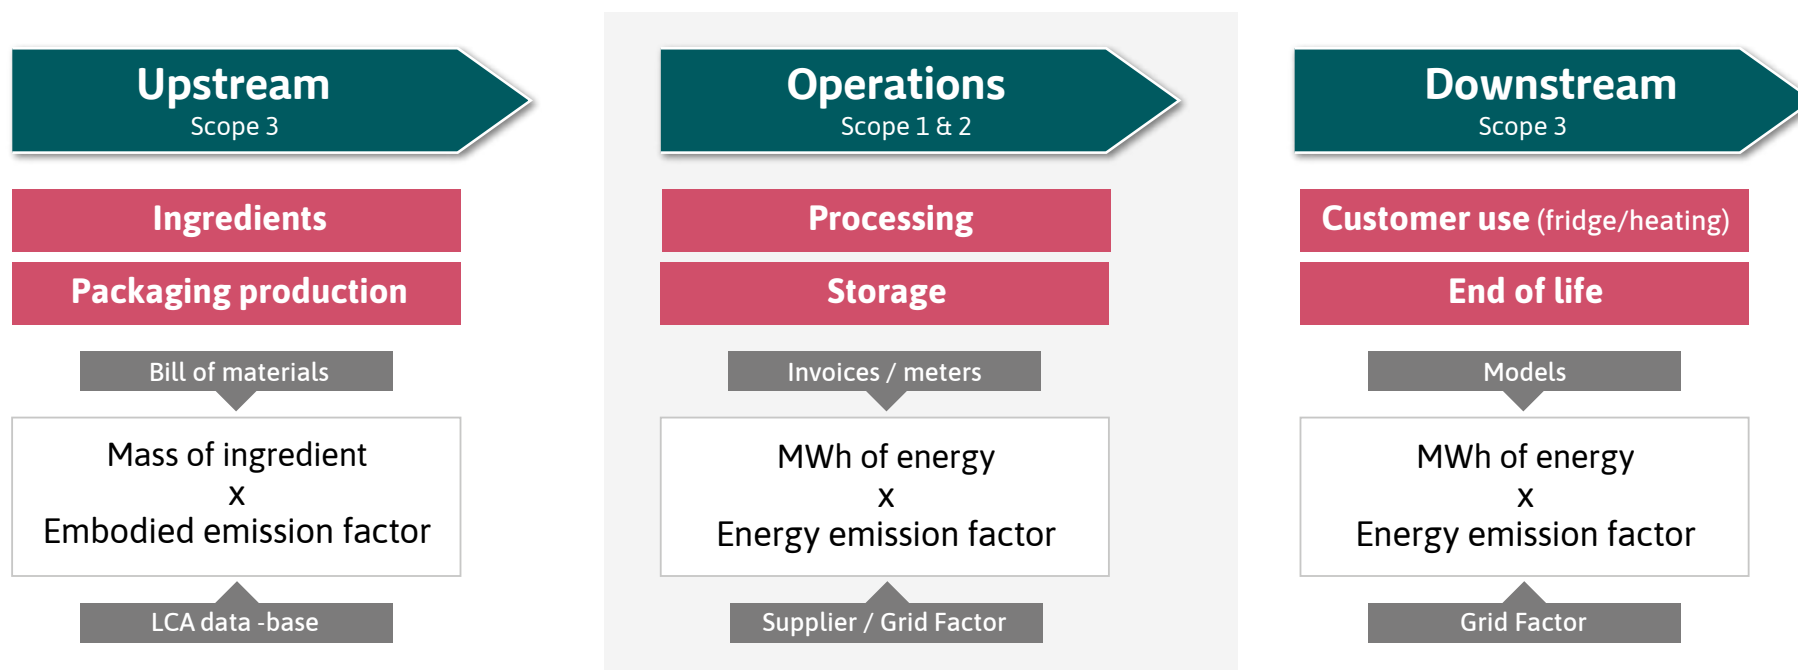 Upstream
Scope 3
Ingredients
Packaging production
Bill of materials
Mass of ingredient
x
Embodied emission factor
LCA data -base
Operations
Scope 1 & 2
Processing
Storage
Invoices / meters
MWh of energy
x
Energy emission factor
Supplier / Grid Factor
Downstream
Scope 3
Customer use (fridge/heating)
End of life
Models
MWh of energy
x
Energy emission factor
Grid Factor